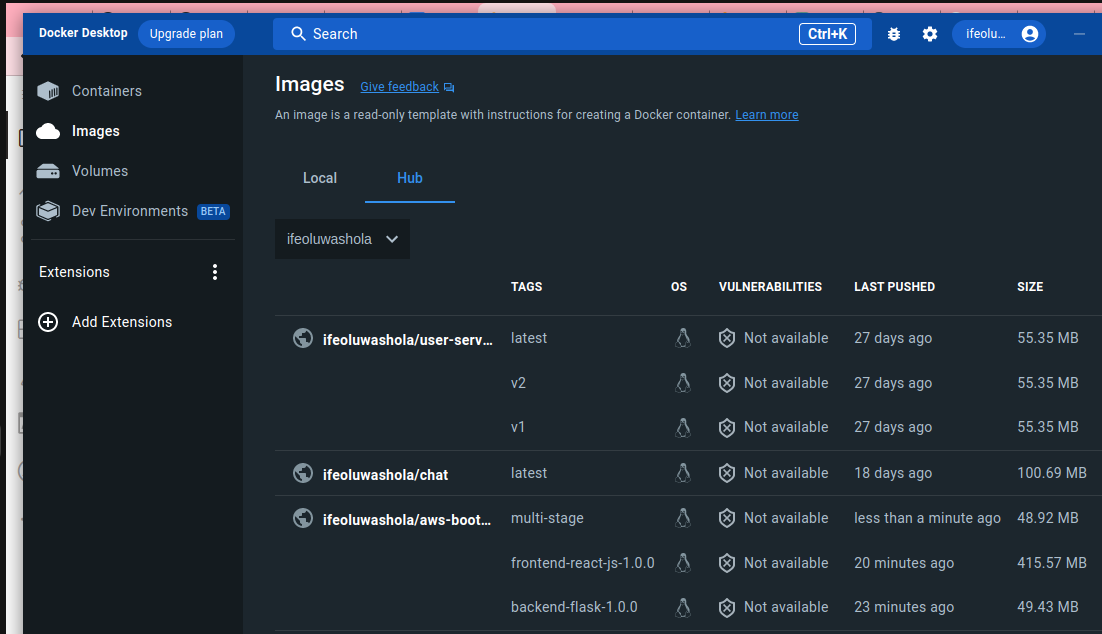 Docker Desktop Upgrade plan Search Ctrl+K ifeolu...
Containers
Images
Volumes
Dev Environments BETA
Extensions
Add Extensions
Images Give feedback
An image is a read-only template with instructions for creating a Docker container. Learn more
Local Hub
ifeoluwashola
TAGS OS VULNERABILITIES LAST PUSHED SIZE
ifeoluwashola/user-serv... latest Not available 27 days ago 55.35 MB
v2 Not available 27 days ago 55.35 MB
v1 Not available 27 days ago 55.35 MB
ifeoluwashola/chat latest Not available 18 days ago 100.69 MB
ifeoluwashola/aws-boot... multi-stage Not available less than a minute ago 48.92 MB
frontend-react-js-1.0.0 Not available 20 minutes ago 415.57 MB
backend-flask-1.0.0 Not available 23 minutes ago 49.43 MB